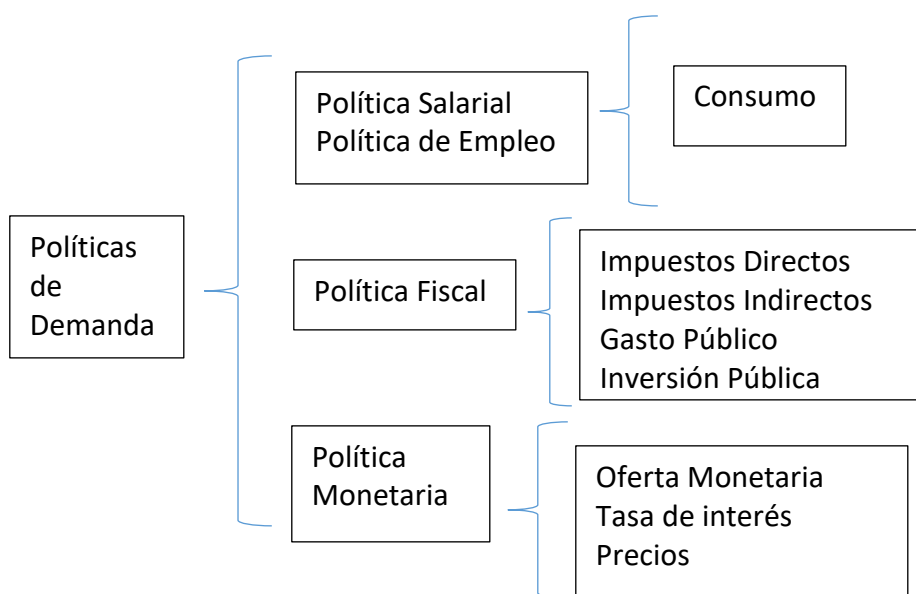 Políticas
de
Demanda
Política Salarial
Política de Empleo
Consumo
Política Fiscal
Impuestos Directos
Impuestos Indirectos
Gasto Público
Inversión Pública
Política
Monetaria
Oferta Monetaria
Tasa de interés
Precios